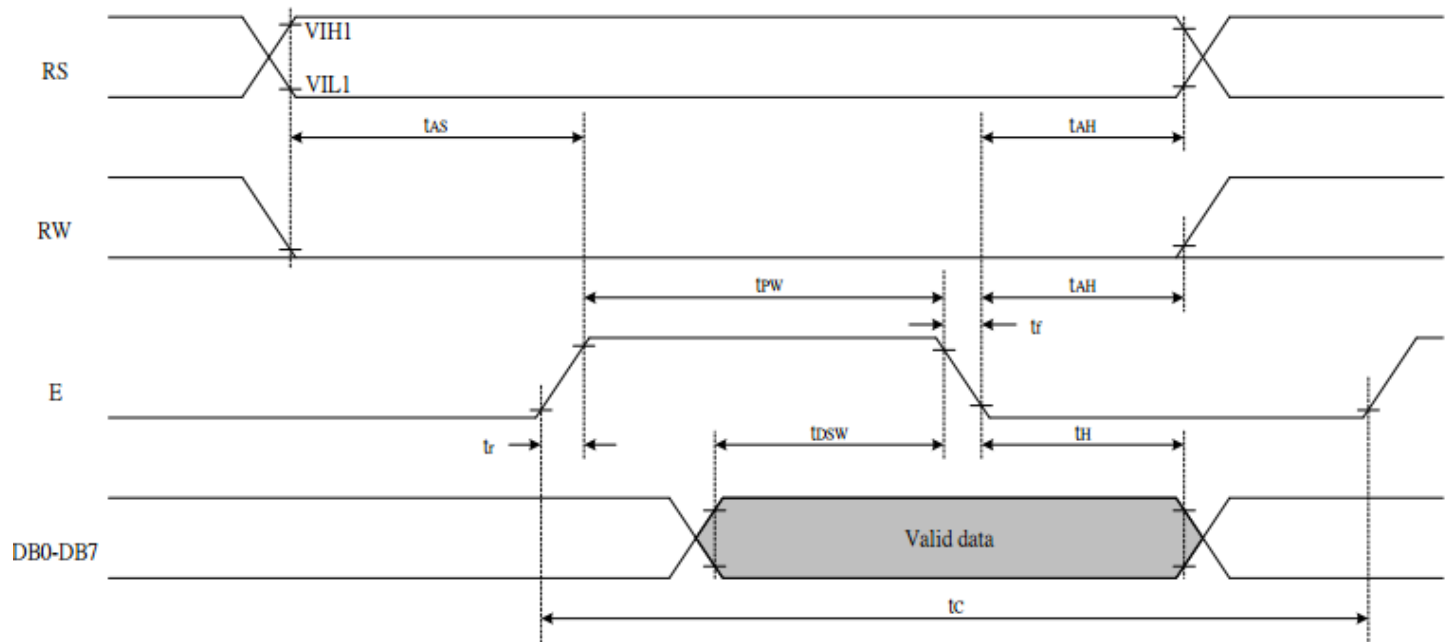 VIH1
RS
VIL1
tAS
tAH
RW
tPW
tAH
tf
E
tr
tDSW
tH
DB0-DB7
Valid data
tC